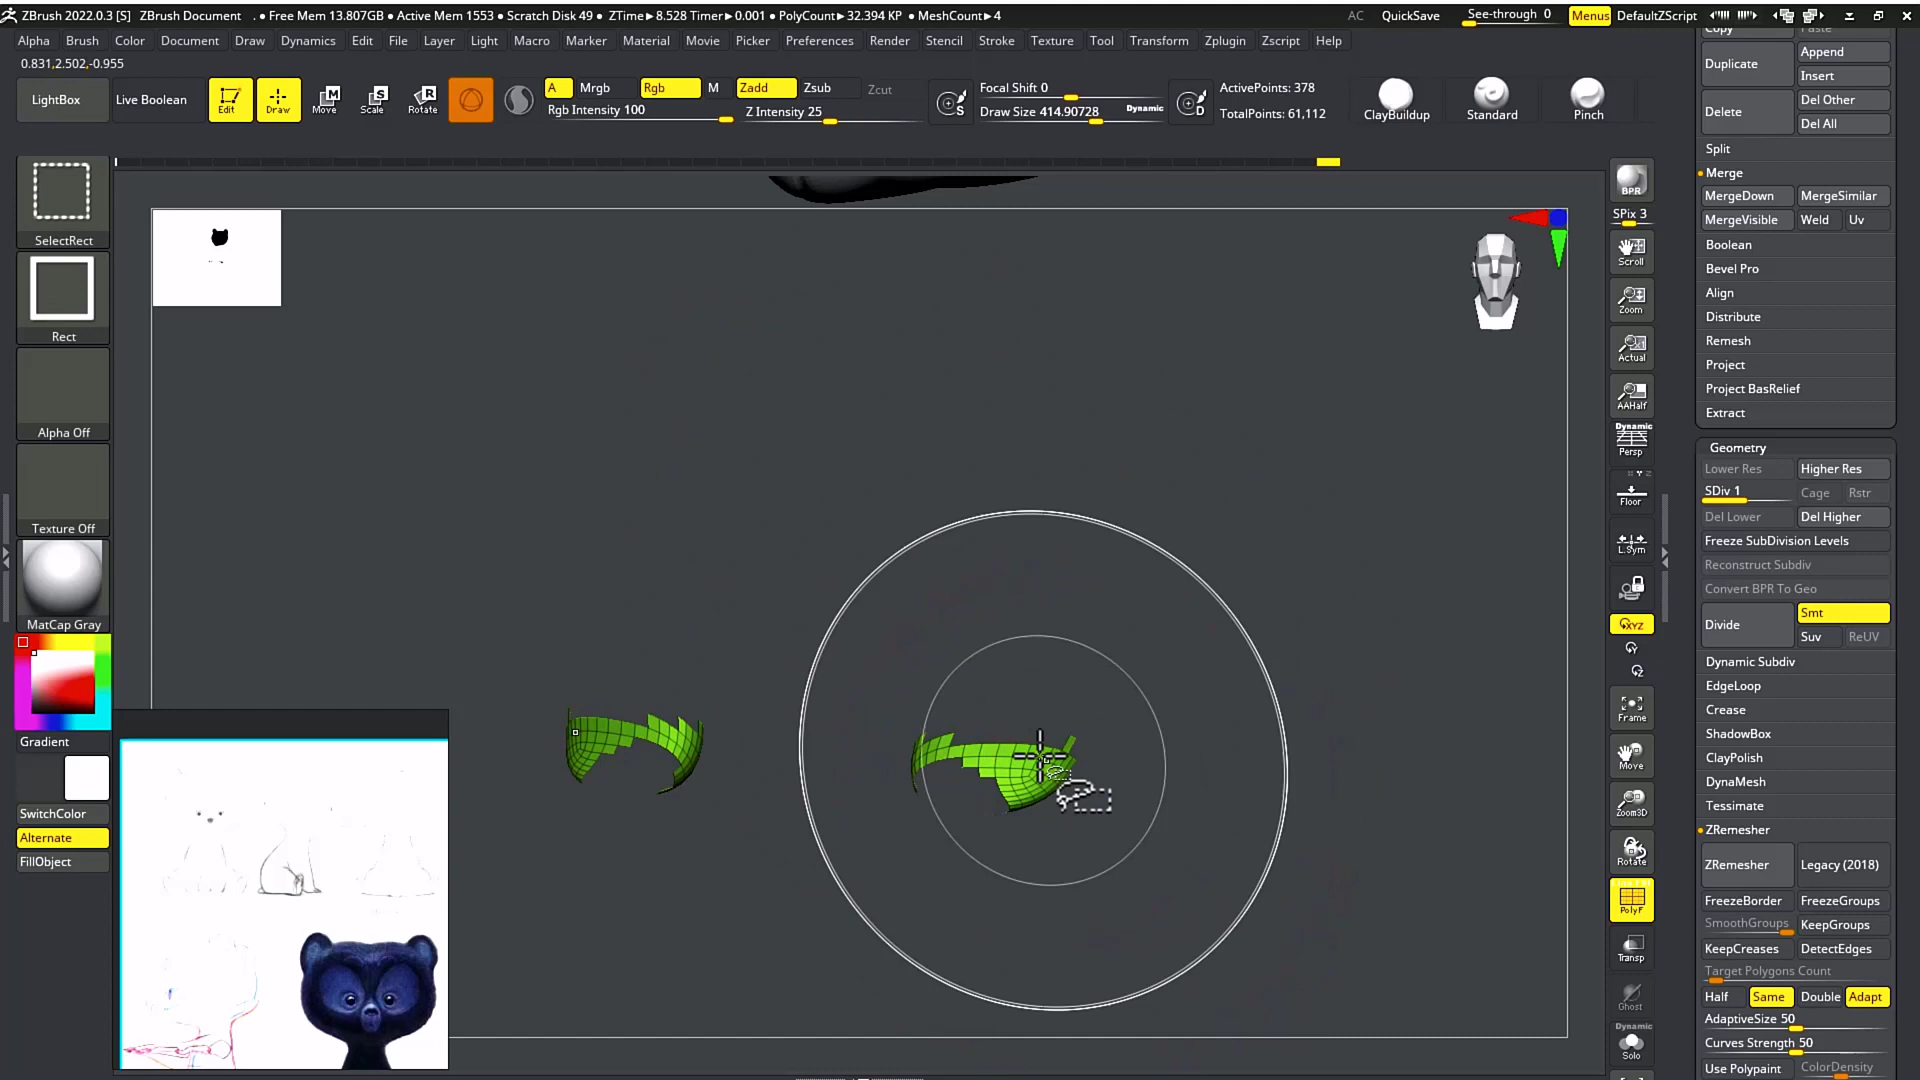 ZBrush 2022.0.3 [S] ZBrush Document . • Free Mem 13.807GB • Active Mem 1553 • Scratch Disk 49 • ZTime▸8.528 Timer▸0.001 • PolyCount▸32.394 KP • MeshCount▸4 AC QuickSave See-through 0 Menus DefaultZScript
Alpha Brush Color Document Draw Dynamics Edit File Layer Light Macro Marker Material Movie Picker Preferences Render Stencil Stroke Texture Tool Transform Zplugin Zscript Help
0.831,2.502,-0.955
LightBox Live Boolean Edit Draw Move Scale Rotate
A Mrgb Rgb M Zadd Zsub Zcut
Rgb Intensity 100 Z Intensity 25
S
Focal Shift 0
Draw Size 414.90728 Dynamic
D
ActivePoints: 378
TotalPoints: 61,112
ClayBuildup Standard Pinch
SelectRect
Rect
Alpha Off
Texture Off
MatCap Gray
Gradient
SwitchColor
Alternate
FillObject
BPR
SPix 3
Scroll
Zoom
Actual
AAHalf
Dynamic
Persp
Floor
L.Sym
XYZ
Frame
Move
Zoom3D
Rotate
PolyF
Transp
Ghost
Dynamic
Solo
Copy Paste
Duplicate Append
Insert
Delete Del Other
Del All
Split
Merge
MergeDown MergeSimilar
MergeVisible Weld Uv
Boolean
Bevel Pro
Align
Distribute
Remesh
Project
Project BasRelief
Extract
Geometry
Lower Res Higher Res
SDiv 1 Cage Rstr
Del Lower Del Higher
Freeze SubDivision Levels
Reconstruct Subdiv
Convert BPR To Geo
Divide Smt
Suv ReUV
Dynamic Subdiv
EdgeLoop
Crease
ShadowBox
ClayPolish
DynaMesh
Tessimate
ZRemesher
ZRemesher Legacy (2018)
FreezeBorder FreezeGroups
SmoothGroups KeepGroups
KeepCreases DetectEdges
Target Polygons Count
Half Same Double Adapt
AdaptiveSize 50
Curves Strength 50
Use Polypaint ColorDensity